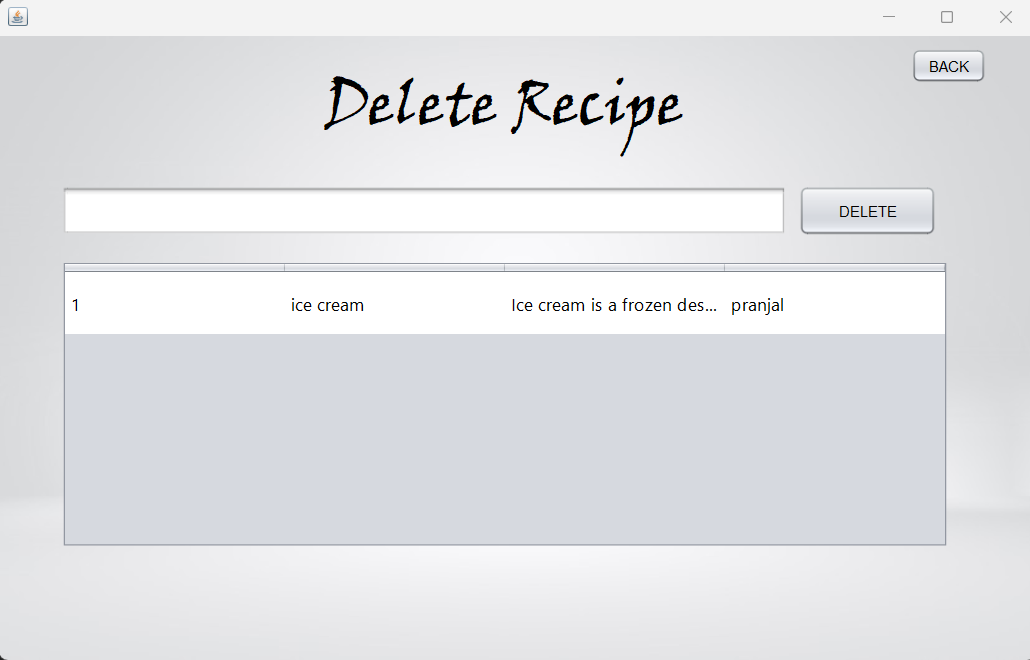 BACK
Delete Recipe
DELETE
1 ice cream Ice cream is a frozen des... pranjal